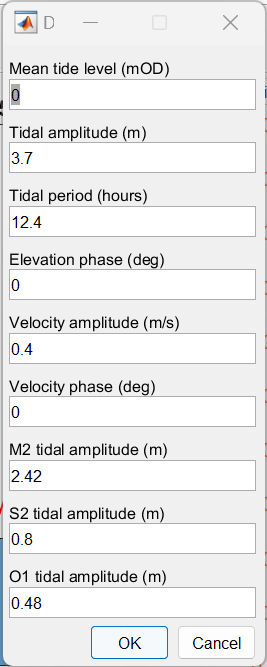 D
Mean tide level (mOD)
0
Tidal amplitude (m)
3.7
Tidal period (hours)
12.4
Elevation phase (deg)
0
Velocity amplitude (m/s)
0.4
Velocity phase (deg)
0
M2 tidal amplitude (m)
2.42
S2 tidal amplitude (m)
0.8
O1 tidal amplitude (m)
0.48
OK Cancel